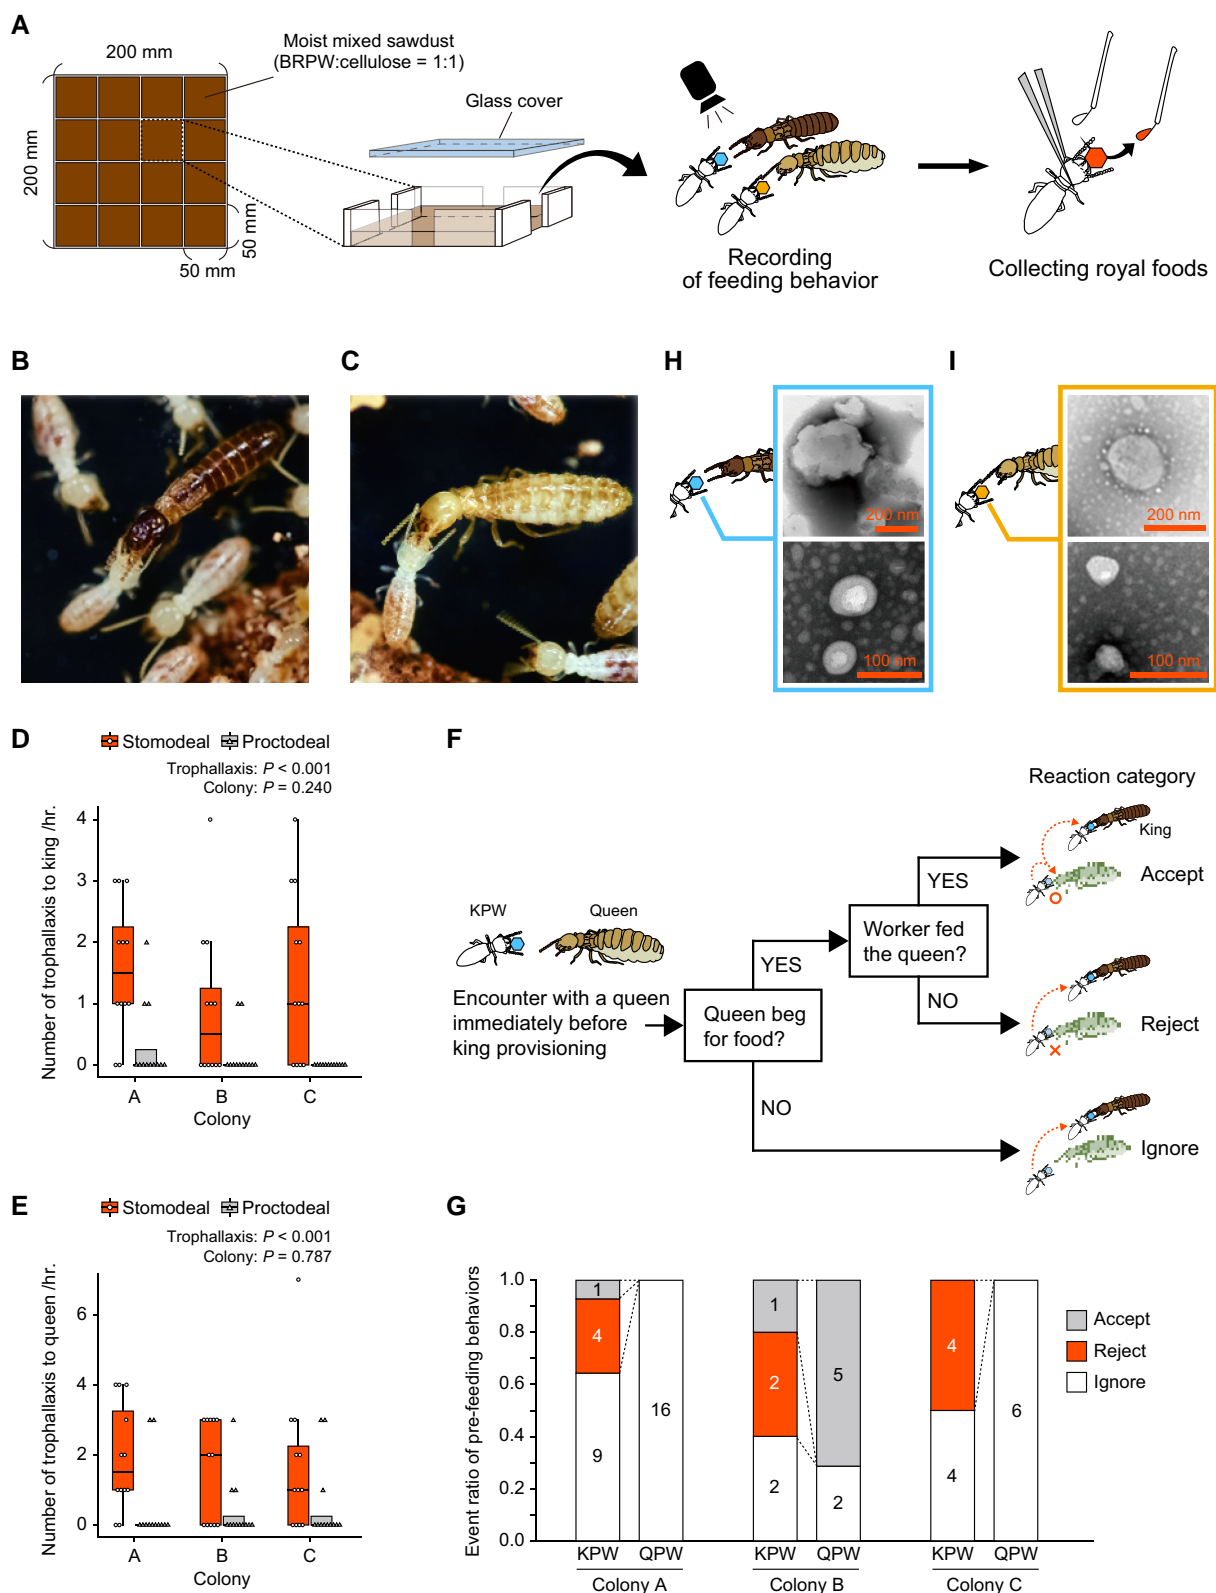 A
200 mm
Moist mixed sawdust
(BRPW:cellulose = 1:1)
Glass cover
200 mm
50 mm
50 mm
Recording
of feeding behavior
Collecting royal foods
B
C
H
I
200 nm
200 nm
100 nm
100 nm
D
Stomodeal
Proctodeal
Trophallaxis: P < 0.001
Colony: P = 0.240
Number of trophallaxis to king /hr.
4
3
2
1
0
A
B
C
Colony
F
Reaction category
KPW
Queen
Encounter with a queen
immediately before
king provisioning
Queen beg
for food?
YES
NO
Worker fed
the queen?
YES
NO
King
Accept
Reject
Ignore
E
Stomodeal
Proctodeal
Trophallaxis: P < 0.001
Colony: P = 0.787
Number of trophallaxis to queen /hr.
6
4
2
0
A
B
C
Colony
G
Event ratio of pre-feeding behaviors
1.0
0.8
0.6
0.4
0.2
0.0
1
4
9
16
1
2
2
5
2
4
4
6
KPW
QPW
KPW
QPW
KPW
QPW
Colony A
Colony B
Colony C
Accept
Reject
Ignore